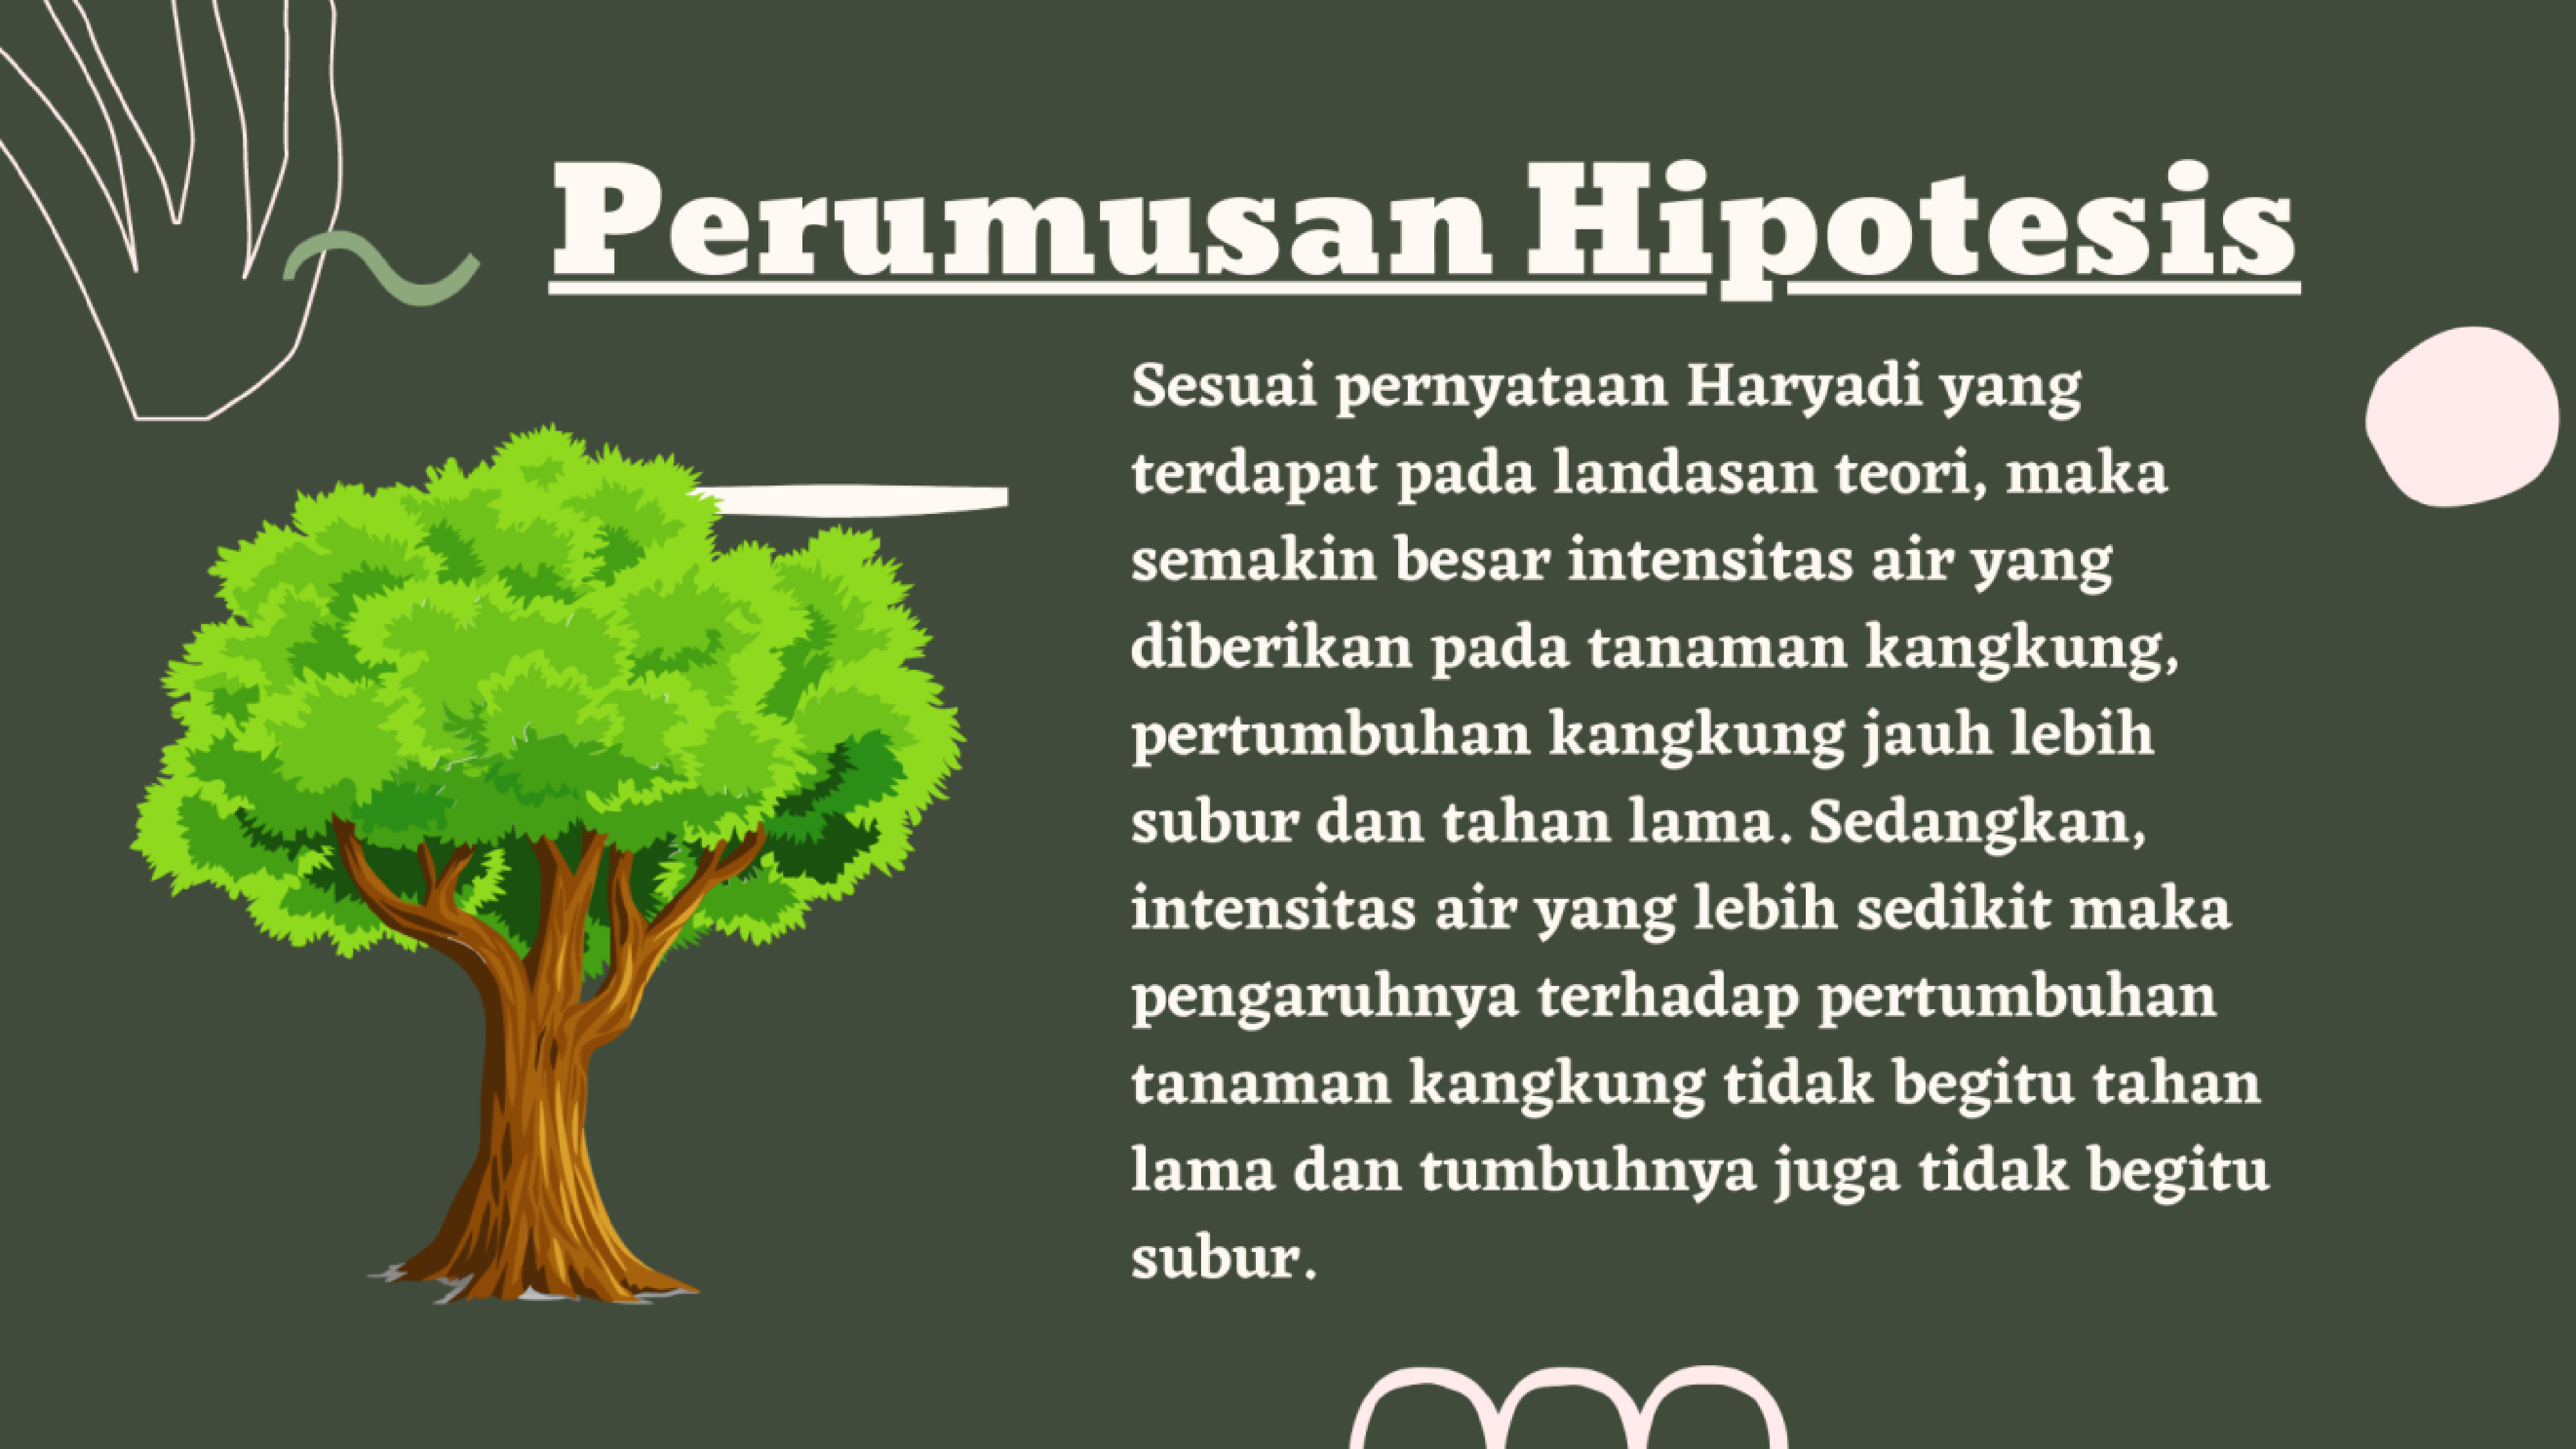 Perumusan Hipotesis
Sesuai pernyataan Haryadi yang
terdapat pada landasan teori, maka
semakin besar intensitas air yang
diberikan pada tanaman kangkung,
pertumbuhan kangkung jauh lebih
subur dan tahan lama. Sedangkan,
intensitas air yang lebih sedikit maka
pengaruhnya terhadap pertumbuhan
tanaman kangkung tidak begitu tahan
lama dan tumbuhnya juga tidak begitu
subur.